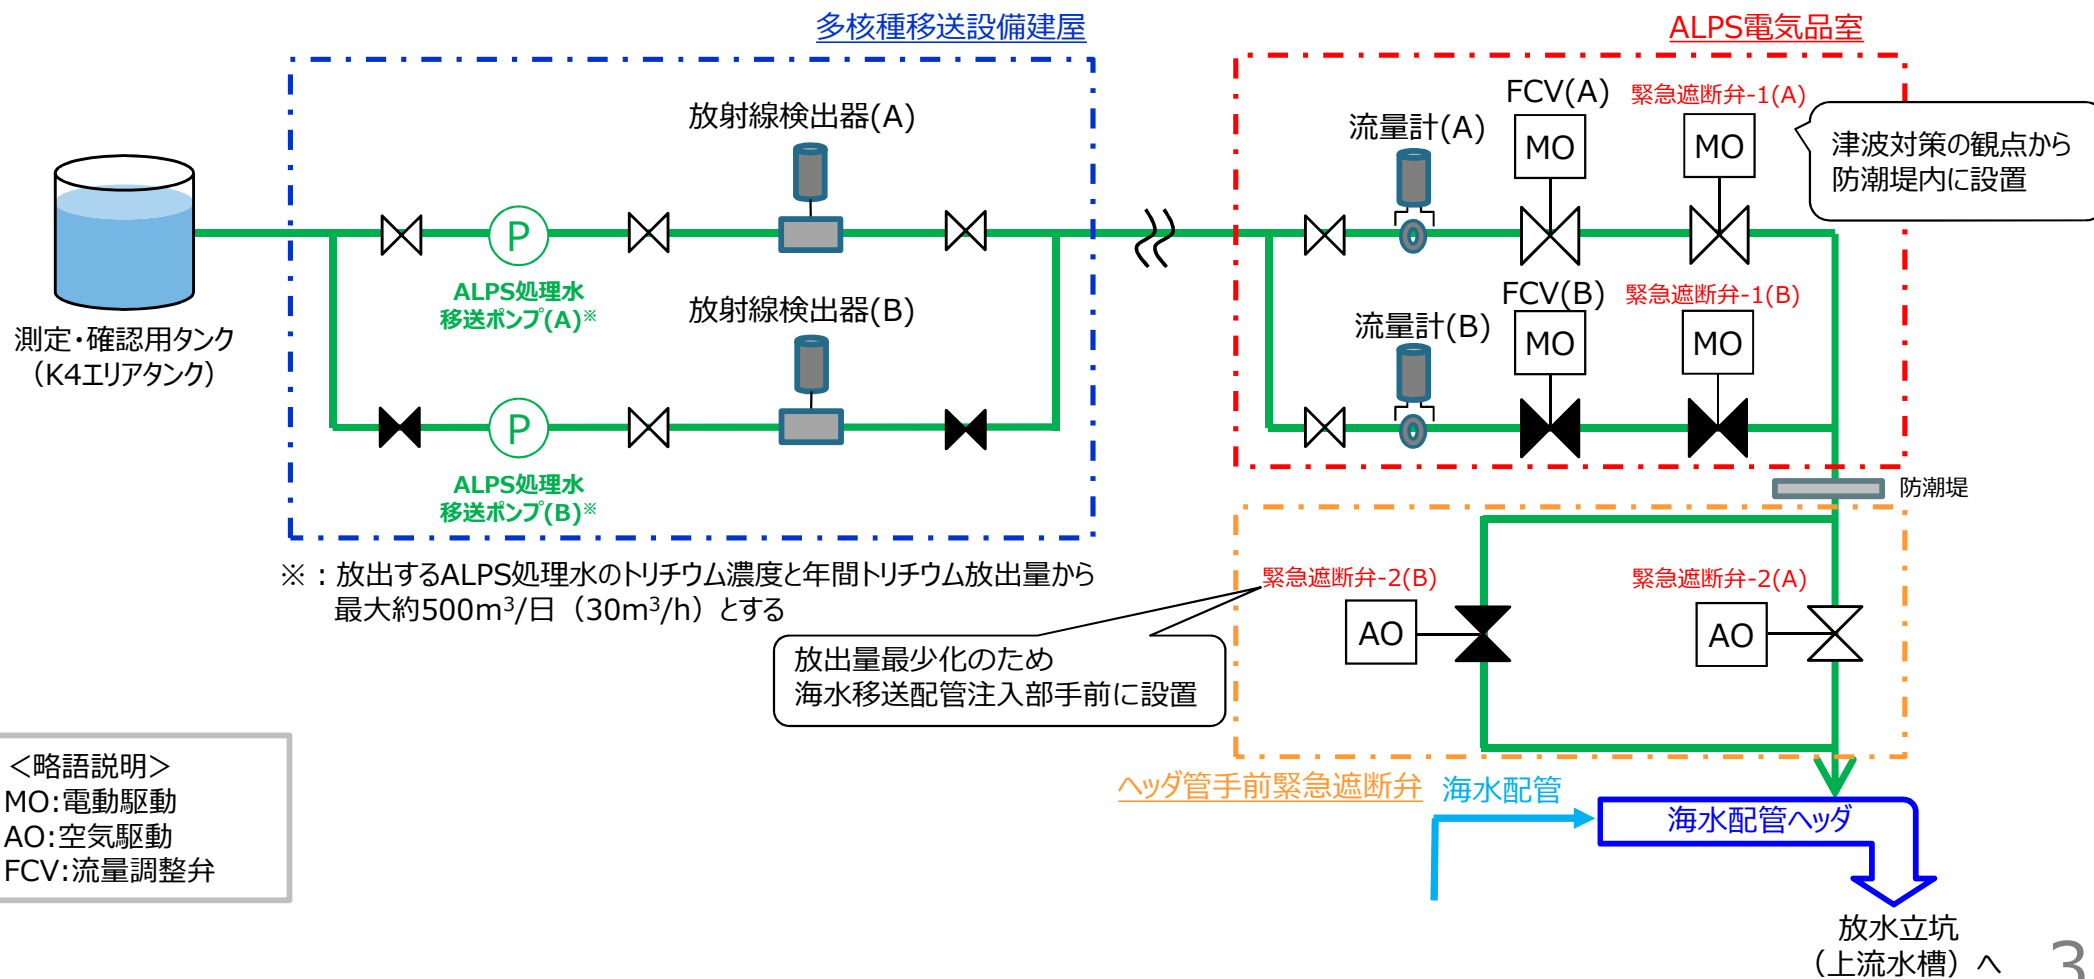 多核種移送設備建屋
ALPS電気品室
放射線検出器(A)
流量計(A)
FCV(A)
緊急遮断弁-1(A)
MO
MO
津波対策の観点から
防潮堤内に設置
P
ALPS処理水
移送ポンプ(A)※
測定・確認用タンク
（K4エリアタンク）
放射線検出器(B)
流量計(B)
FCV(B)
緊急遮断弁-1(B)
MO
MO
P
ALPS処理水
移送ポンプ(B)※
防潮堤
※：放出するALPS処理水のトリチウム濃度と年間トリチウム放出量から
最大約500m³/日（30m³/h）とする
緊急遮断弁-2(B)
緊急遮断弁-2(A)
AO
AO
放出量最少化のため
海水移送配管注入部手前に設置
ヘッダ管手前緊急遮断弁
海水配管
海水配管ヘッダ
＜略語説明＞
MO:電動駆動
AO:空気駆動
FCV:流量調整弁
放水立坑
（上流水槽）へ
3